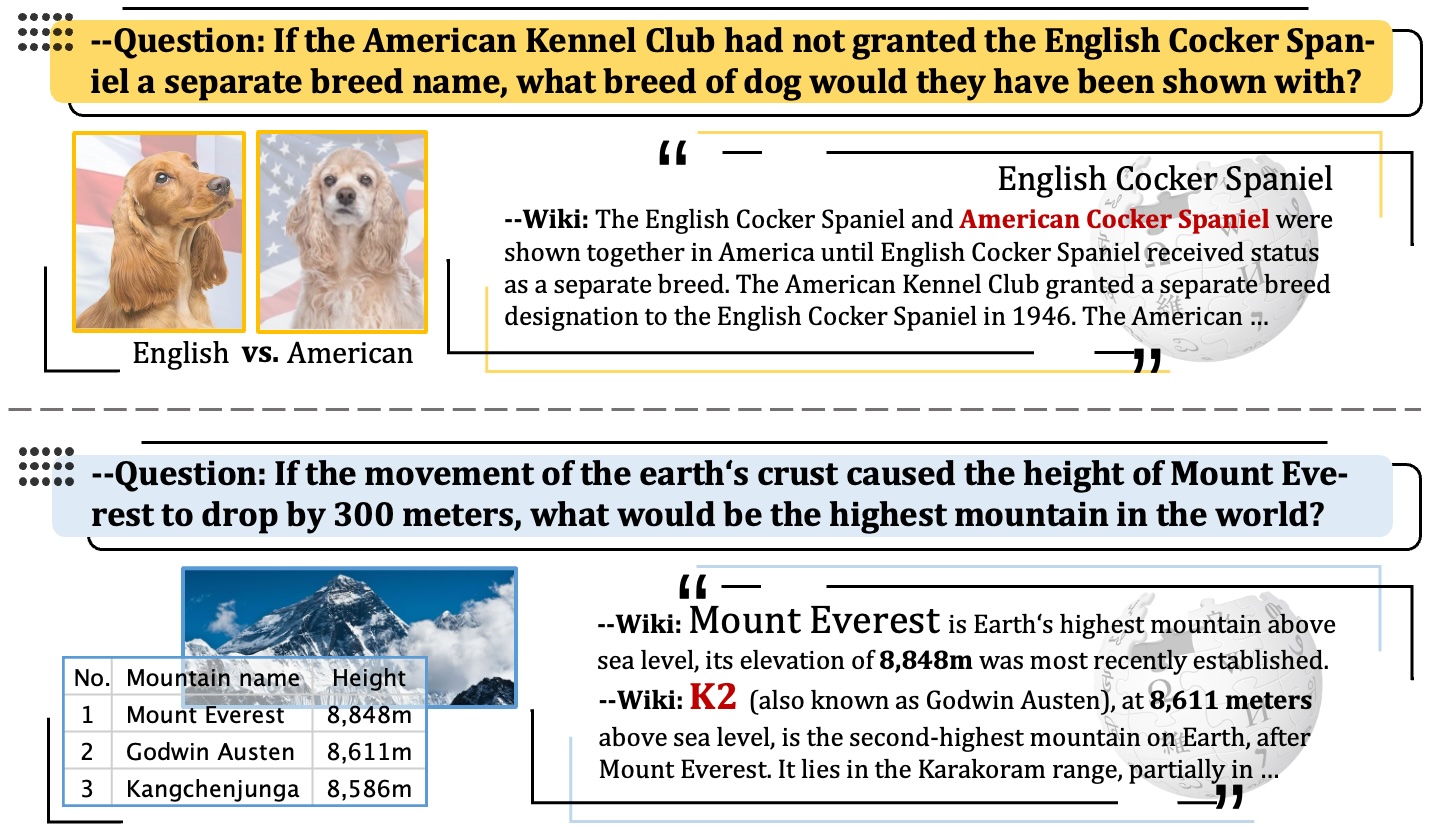 --Question: If the American Kennel Club had not granted the English Cocker Span-
iel a separate breed name, what breed of dog would they have been shown with?
English vs. American
“
English Cocker Spaniel
--Wiki: The English Cocker Spaniel and American Cocker Spaniel were
shown together in America until English Cocker Spaniel received status
as a separate breed. The American Kennel Club granted a separate breed
designation to the English Cocker Spaniel in 1946. The American ...
”
--Question: If the movement of the earth‘s crust caused the height of Mount Eve-
rest to drop by 300 meters, what would be the highest mountain in the world?
No. Mountain name Height
1 Mount Everest 8,848m
2 Godwin Austen 8,611m
3 Kangchenjunga 8,586m
“
--Wiki: Mount Everest is Earth‘s highest mountain above
sea level, its elevation of 8,848m was most recently established.
--Wiki: K2 (also known as Godwin Austen), at 8,611 meters
above sea level, is the second-highest mountain on Earth, after
Mount Everest. It lies in the Karakoram range, partially in ...
”